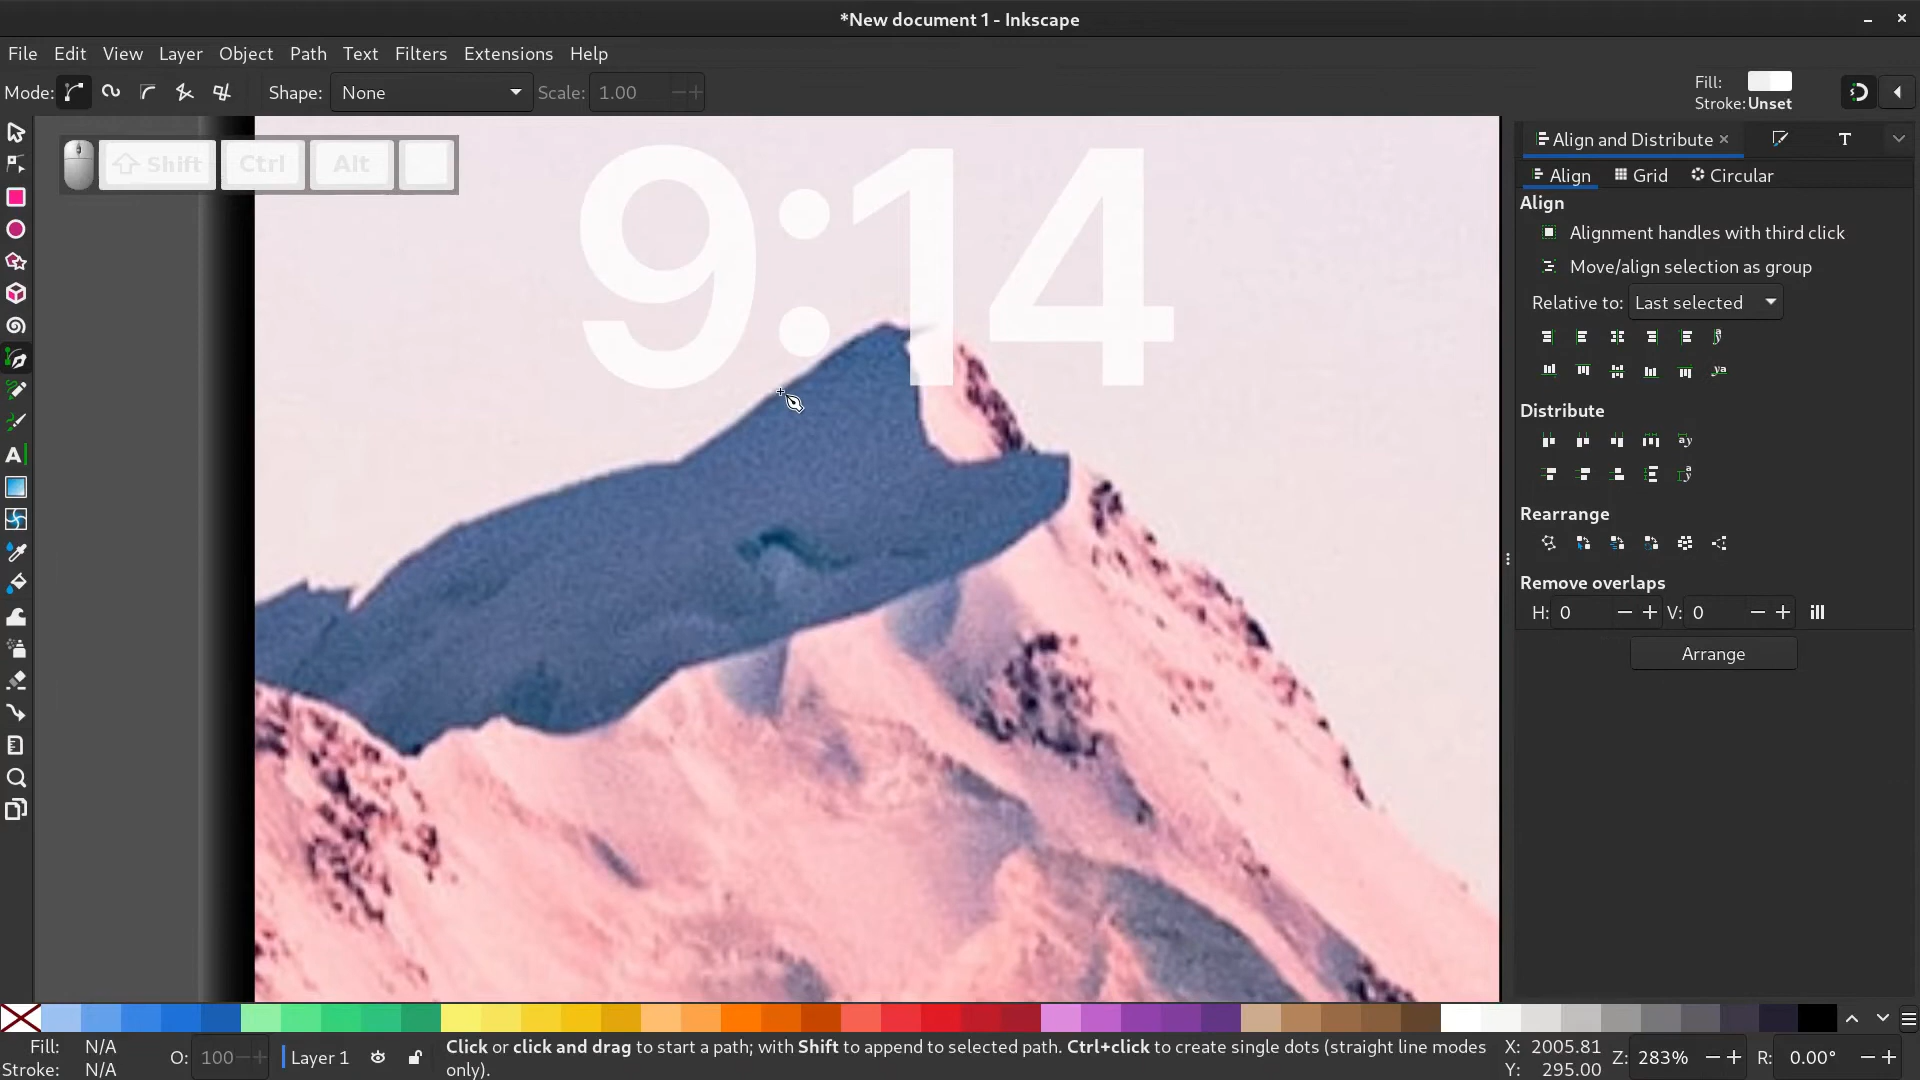 *New document 1 - Inkscape
File Edit View Layer Object Path Text Filters Extensions Help
Mode: Shape: None Scale: 1.00 Fill:
Stroke: Unset
Align and Distribute
Shift Ctrl Alt
Align Grid Circular
Align
Alignment handles with third click
Move/align selection as group
Relative to: Last selected
9:14
Distribute
Rearrange
Remove overlaps
H: 0 V: 0
Arrange
Fill: N/A O: 100 Layer 1 Click or click and drag to start a path; with Shift to append to selected path. Ctrl+click to create single dots (straight line modes X: 2005.81 Z: 283% R: 0.00°
Stroke: N/A only). Y: 295.00